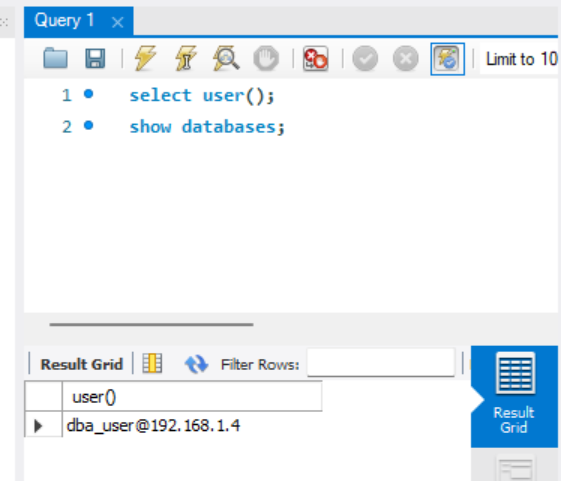 Query 1
Limit to 10
1 select user();
2 show databases;
Result Grid Filter Rows:
user()
dba_user@192.168.1.4
Result
Grid